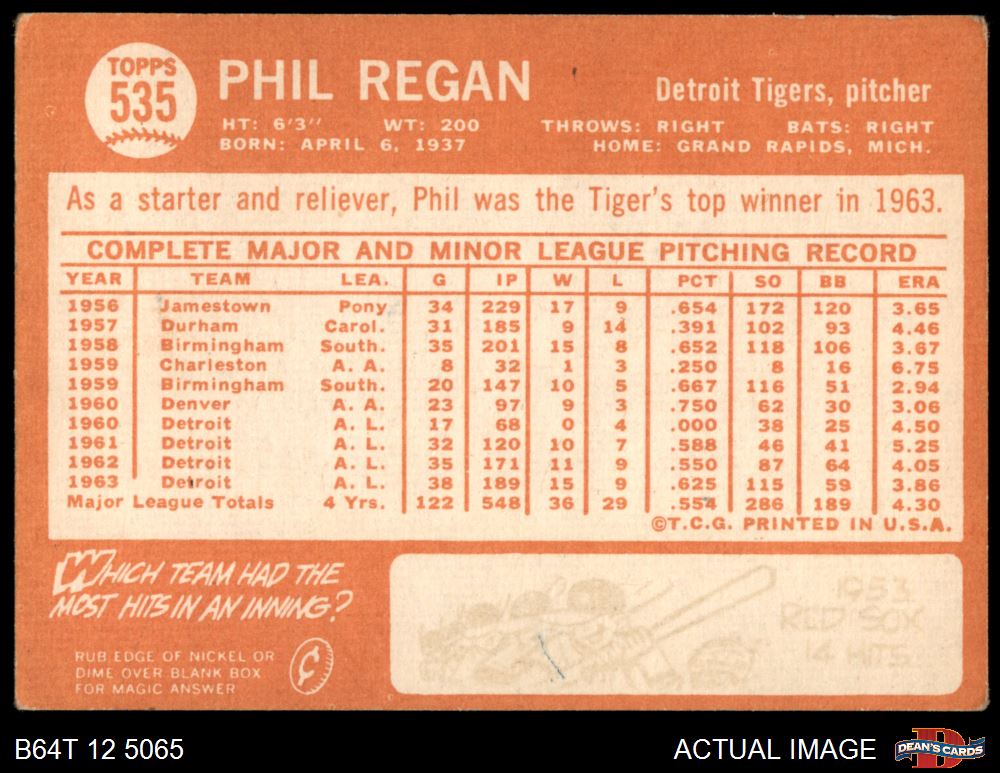 TOPPS
535
PHIL REGAN
Detroit Tigers, pitcher
HT: 6'3" WT: 200 THROWS: RIGHT BATS: RIGHT
BORN: APRIL 6, 1937 HOME: GRAND RAPIDS, MICH.
As a starter and reliever, Phil was the Tiger's top winner in 1963.
COMPLETE MAJOR AND MINOR LEAGUE PITCHING RECORD
YEAR TEAM LEA. G IP W L PCT SO BB ERA
1956 Jamestown Pony 34 229 17 9 .654 172 120 3.65
1957 Durham Carol. 31 185 9 14 .391 102 93 4.46
1958 Birmingham South. 35 201 15 8 .652 118 106 3.67
1959 Charleston A. A. 8 32 1 3 .250 8 16 6.75
1959 Birmingham South. 20 147 10 5 .667 116 51 2.94
1960 Denver A. A. 23 97 9 3 .750 62 30 3.06
1960 Detroit A. L. 17 68 0 4 .000 38 25 4.50
1961 Detroit A. L. 32 120 10 7 .588 46 41 5.25
1962 Detroit A. L. 35 171 11 9 .550 87 64 4.05
1963 Detroit A. L. 38 189 15 9 .625 115 59 3.86
Major League Totals 4 Yrs. 122 548 36 29 .554 286 189 4.30
©T.C.G. PRINTED IN U.S.A.
WHICH TEAM HAD THE
MOST HITS IN AN INNING?
RUB EDGE OF NICKEL OR
DIME OVER BLANK BOX
FOR MAGIC ANSWER
¢
1953
RED SOX
14 HITS
B64T 12 5065
ACTUAL IMAGE
D
DEAN'S CARDS